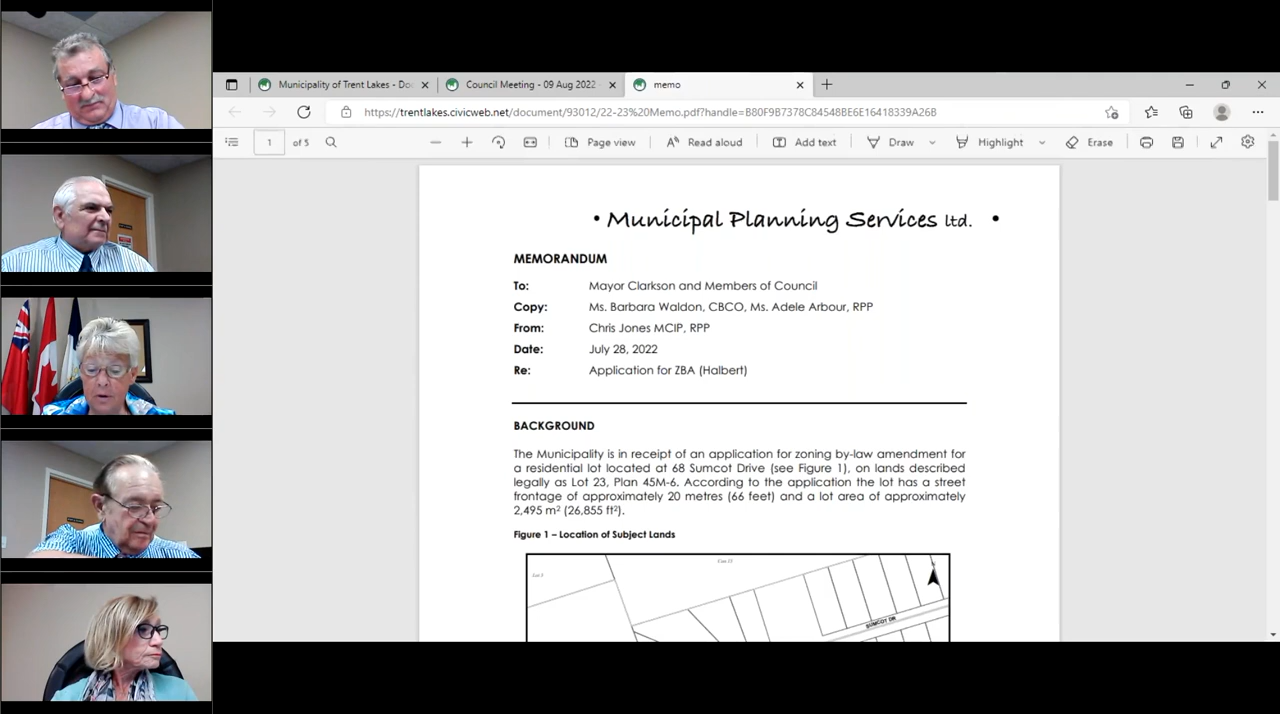 Municipality of Trent Lakes - Doc
Council Meeting - 09 Aug 2022
memo
https://trentlakes.civicweb.net/document/93012/22-23%20Memo.pdf?handle=B80F9B7378C84548BE6E16418339A26B
1 of 5
Page view
Read aloud
Add text
Draw
Highlight
Erase
• Municipal Planning Services ltd. •
MEMORANDUM
To: Mayor Clarkson and Members of Council
Copy: Ms. Barbara Waldon, CBCO, Ms. Adele Arbour, RPP
From: Chris Jones MCIP, RPP
Date: July 28, 2022
Re: Application for ZBA (Halbert)
BACKGROUND
The Municipality is in receipt of an application for zoning by-law amendment for
a residential lot located at 68 Sumcot Drive (see Figure 1), on lands described
legally as Lot 23, Plan 45M-6. According to the application the lot has a street
frontage of approximately 20 metres (66 feet) and a lot area of approximately
2,495 m² (26,855 ft²).
Figure 1 – Location of Subject Lands
Con 13
SUMCOT DR